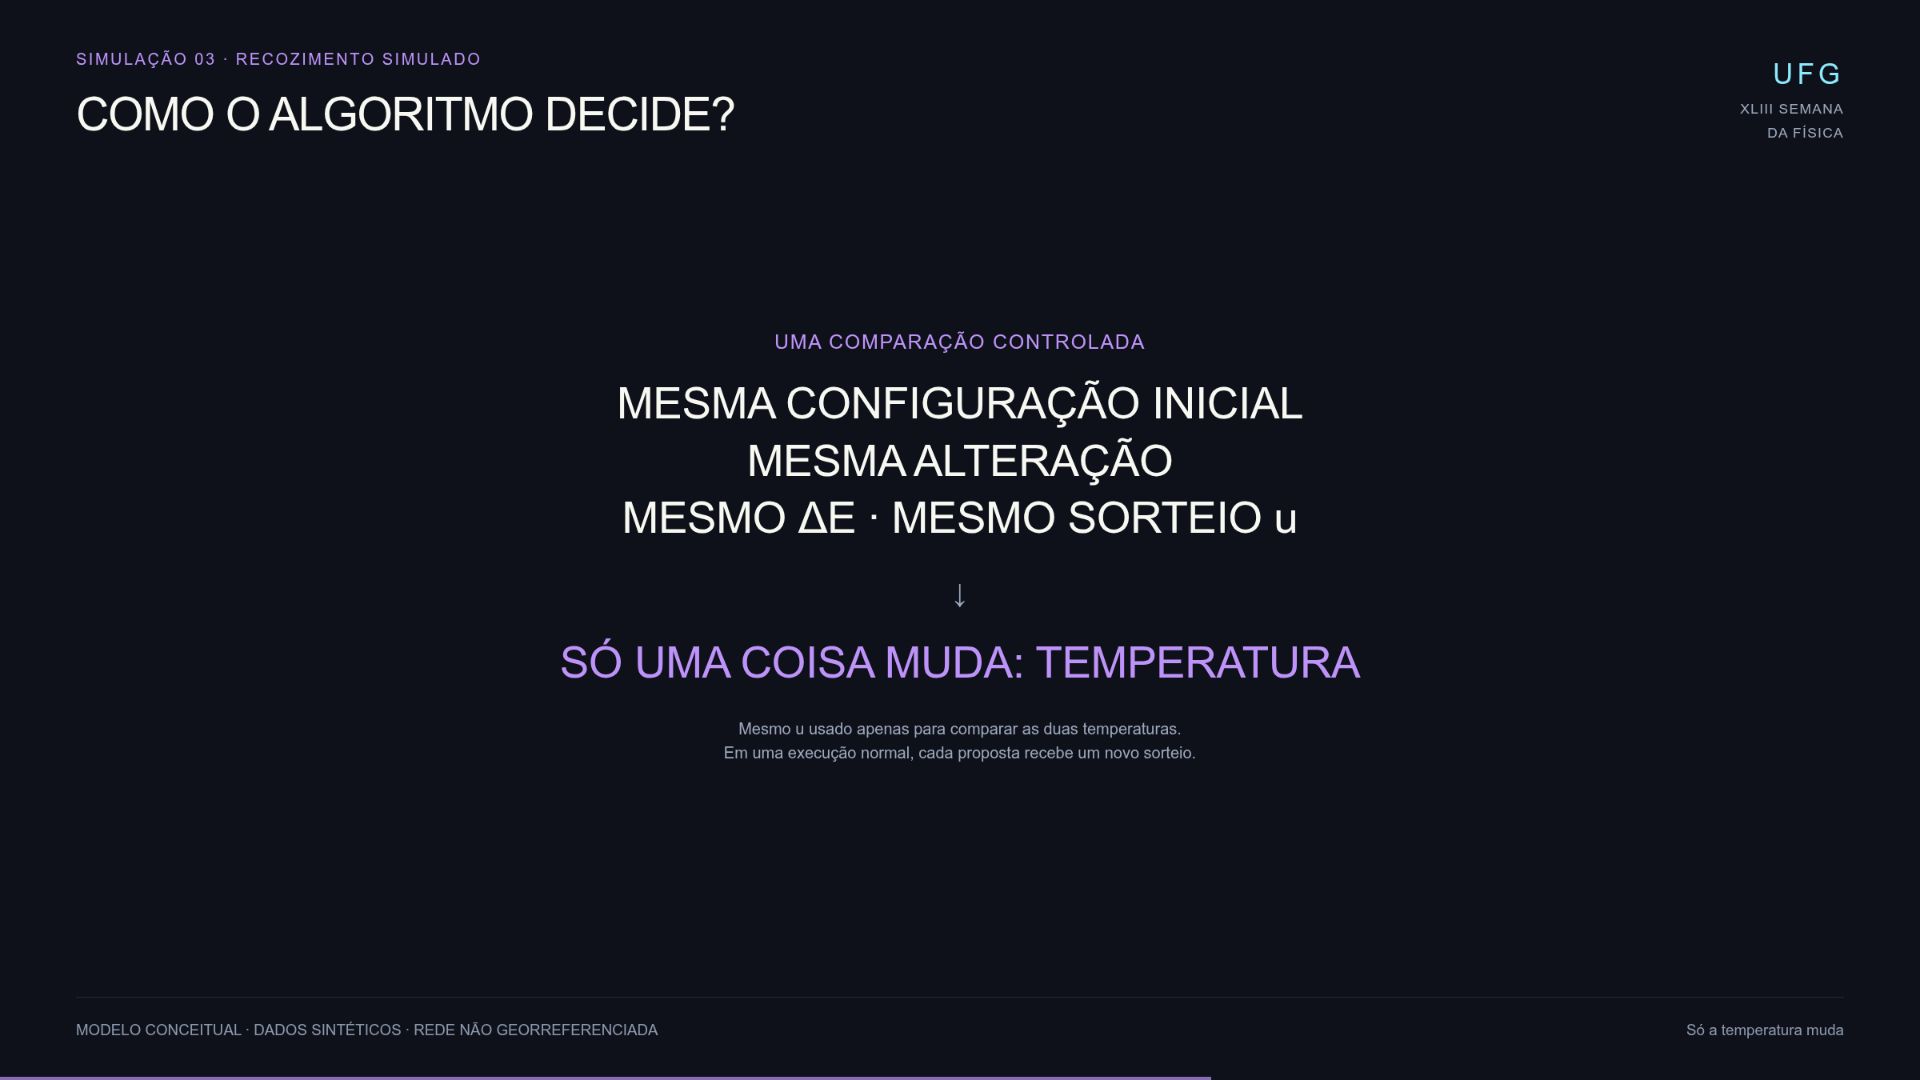 SIMULAÇÃO 03 · RECOZIMENTO SIMULADO
COMO O ALGORITMO DECIDE?
UFG
XLIII SEMANA
DA FÍSICA
UMA COMPARAÇÃO CONTROLADA
MESMA CONFIGURAÇÃO INICIAL
MESMA ALTERAÇÃO
MESMO ΔE · MESMO SORTEIO u
↓
SÓ UMA COISA MUDA: TEMPERATURA
Mesmo u usado apenas para comparar as duas temperaturas.
Em uma execução normal, cada proposta recebe um novo sorteio.
MODELO CONCEITUAL · DADOS SINTÉTICOS · REDE NÃO GEORREFERENCIADA
Só a temperatura muda